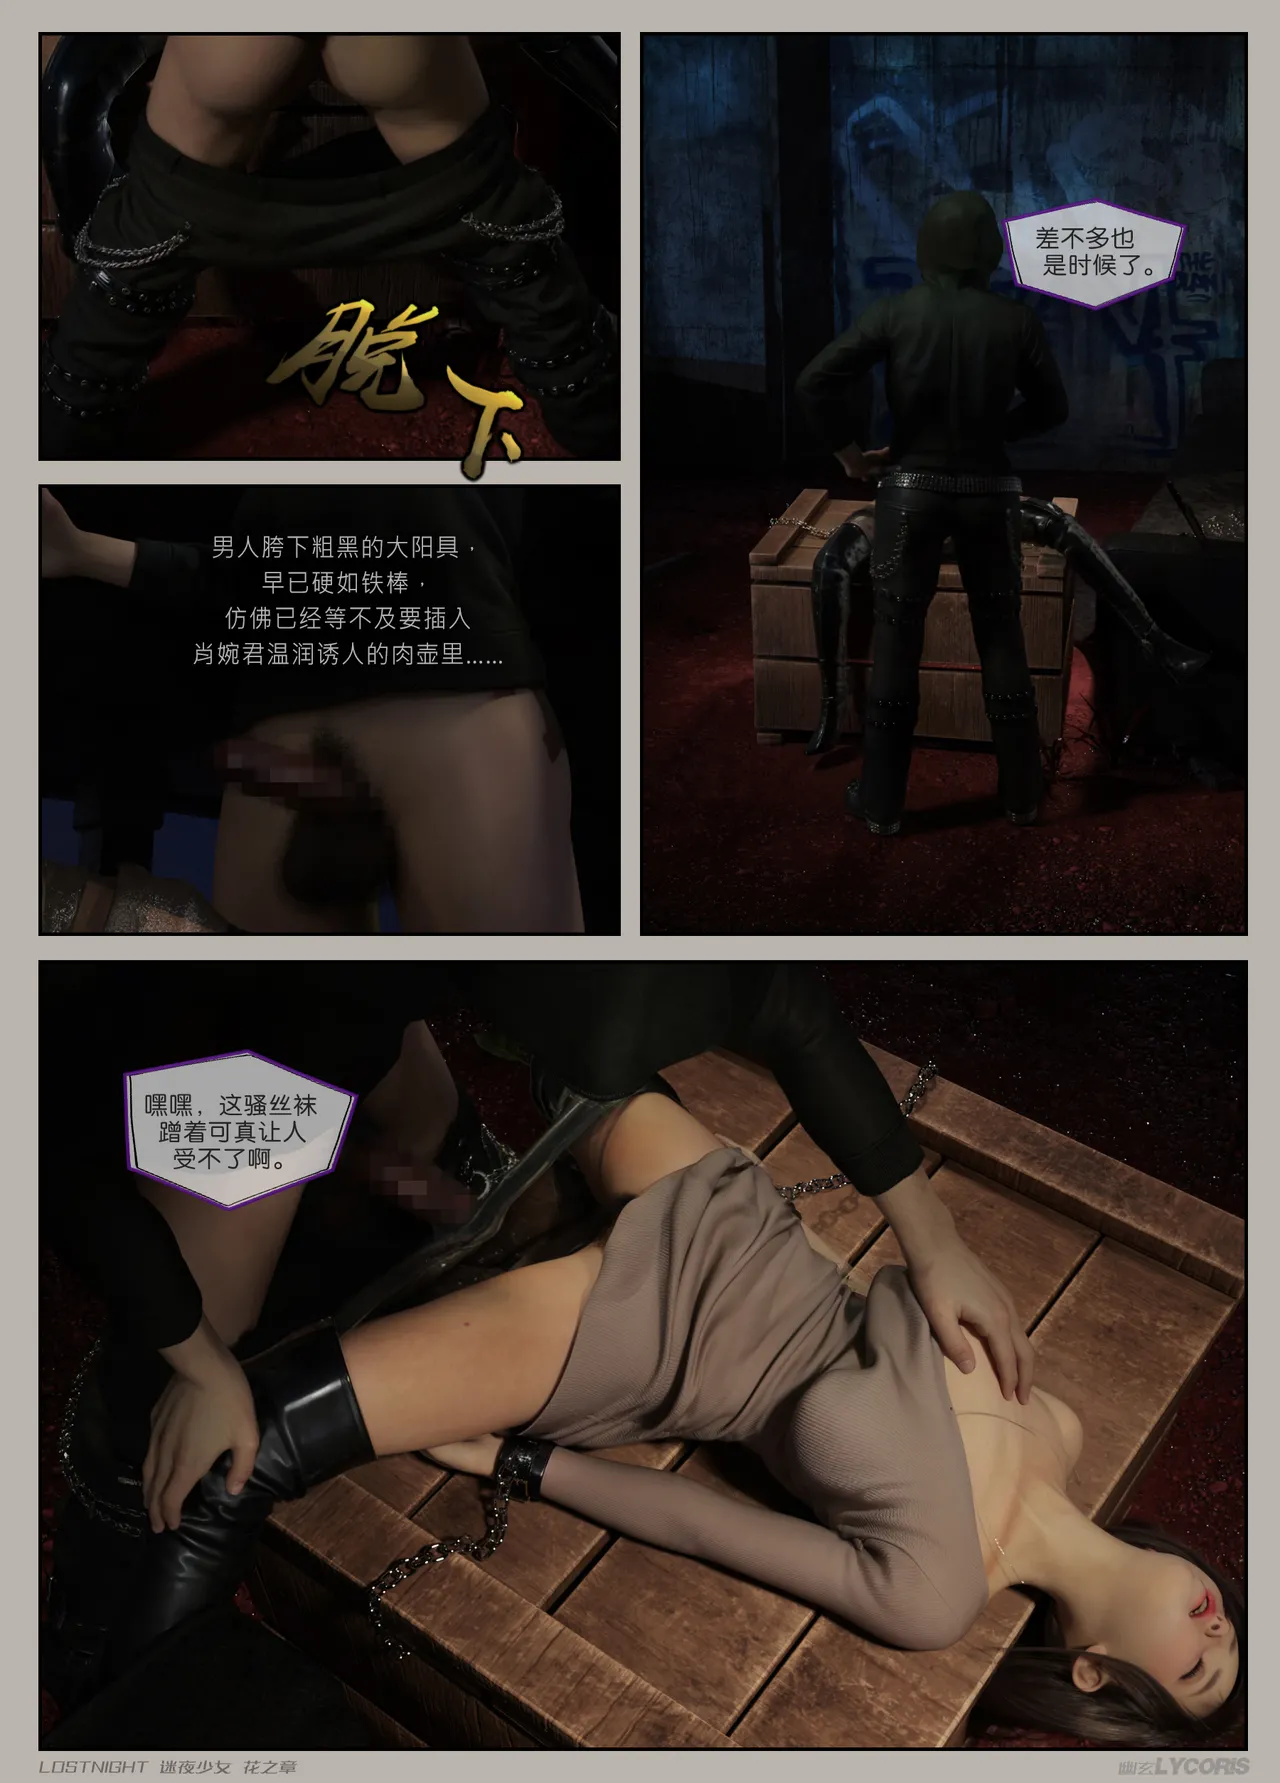 脱
下
差不多也
是时候了。
男人胯下粗黑的大阳具，
早已硬如铁棒，
仿佛已经等不及要插入
肖婉君温润诱人的肉壶里……
嘿嘿，这骚丝袜
蹭着可真让人
受不了啊。
LOSTNIGHT 迷夜少女 花之章
幽玄LYCORIS